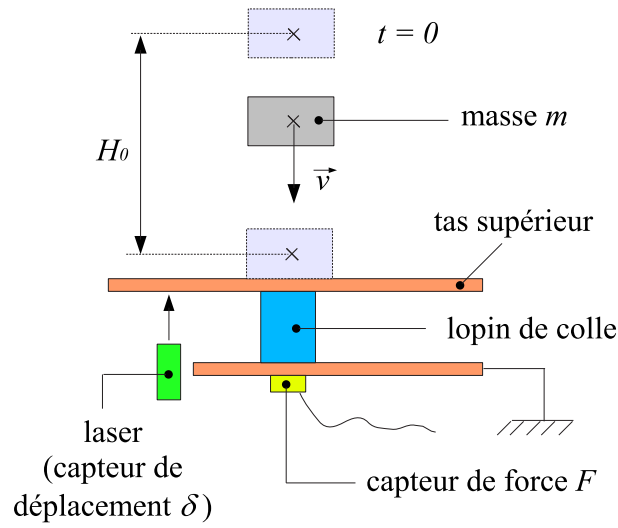 t = 0
masse m
H₀
v⃗
tas supérieur
lopin de colle
laser
(capteur de
déplacement δ)
capteur de force F